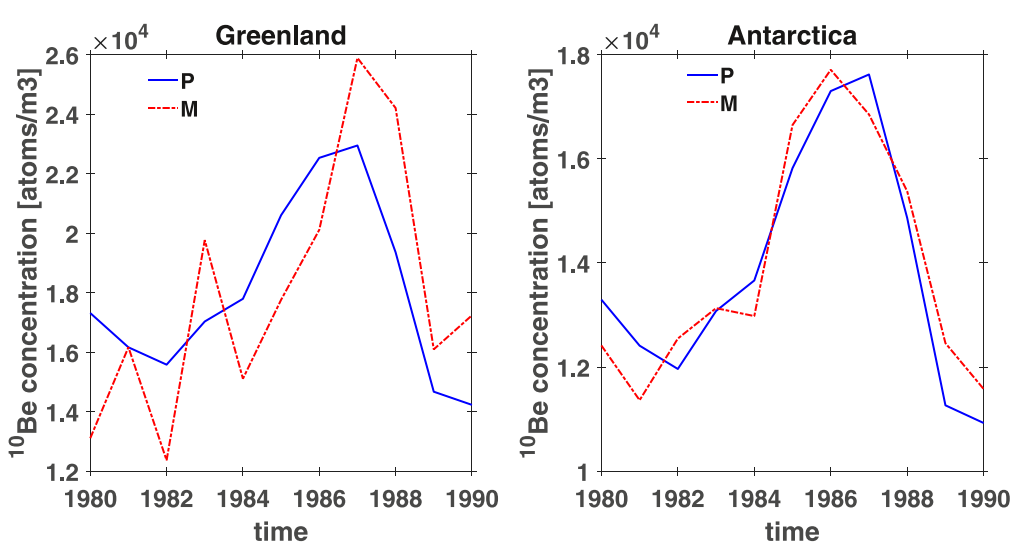 Greenland
×10⁴
P
M
2.6
2.4
2.2
2
1.8
1.6
1.4
1.2
1980 1982 1984 1986 1988 1990
time
¹⁰Be concentration [atoms/m3]
Antarctica
×10⁴
P
M
1.8
1.6
1.4
1.2
1
1980 1982 1984 1986 1988 1990
time
¹⁰Be concentration [atoms/m3]